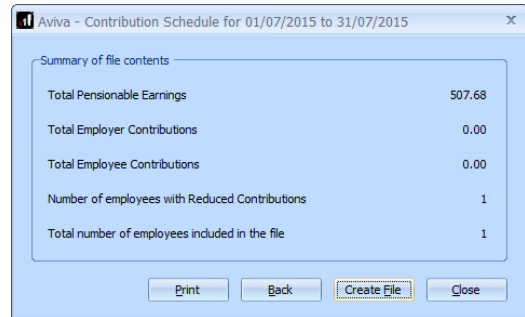 Aviva - Contribution Schedule for 01/07/2015 to 31/07/2015 x
Summary of file contents
Total Pensionable Earnings 507.68
Total Employer Contributions 0.00
Total Employee Contributions 0.00
Number of employees with Reduced Contributions 1
Total number of employees included in the file 1
Print Back Create File Close